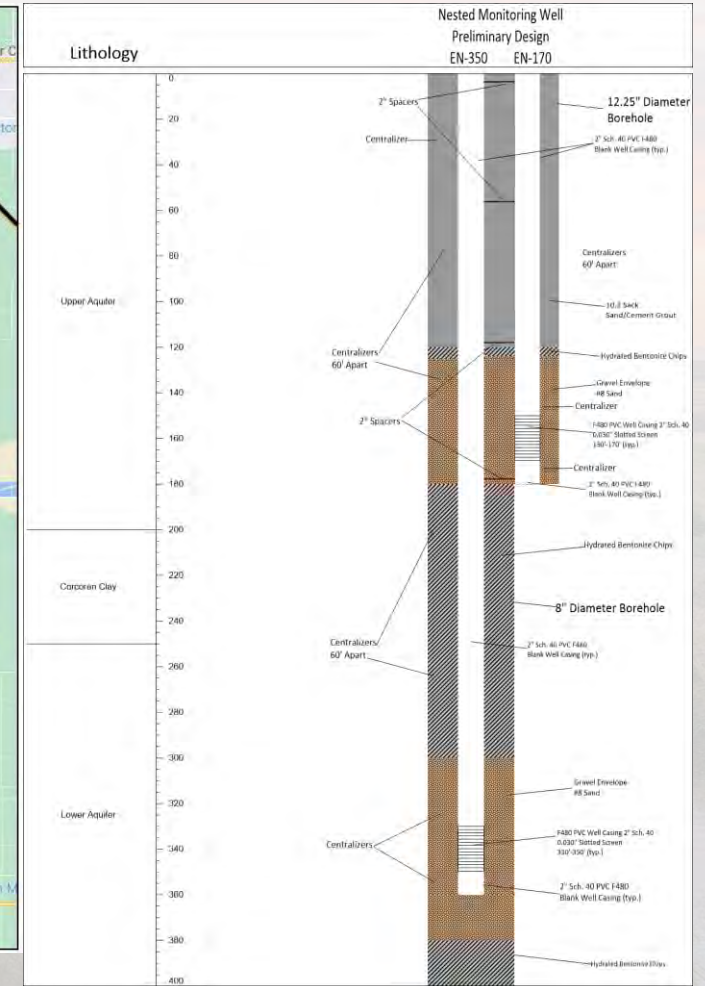 Lithology
Nested Monitoring Well
Preliminary Design
EN-350 EN-170
0
20
40
60
80
100
120
140
160
180
200
220
240
260
280
300
320
340
360
380
400
Upper Aquifer
Corcoran Clay
Lower Aquifer
2" Spacers
Centralizer
12.25" Diameter
Borehole
2" Sch. 40 PVC F480
Blank Well Casing (typ.)
Centralizers
60' Apart
10.3 Sack
Sand/Cement Grout
Centralizers
60' Apart
Hydrated Bentonite Chips
Gravel Envelope
#8 Sand
Centralizer
2" Spacers
F480 PVC Well Casing 2" Sch. 40
0.030" Slotted Screen
150'-170' (typ.)
Centralizer
2" Sch. 40 PVC F480
Blank Well Casing (typ.)
Hydrated Bentonite Chips
8" Diameter Borehole
Centralizers
60' Apart
2" Sch. 40 PVC F480
Blank Well Casing (typ.)
Gravel Envelope
#8 Sand
Centralizers
F480 PVC Well Casing 2" Sch. 40
0.030" Slotted Screen
330'-350' (typ.)
2" Sch. 40 PVC F480
Blank Well Casing (typ.)
Hydrated Bentonite Chips